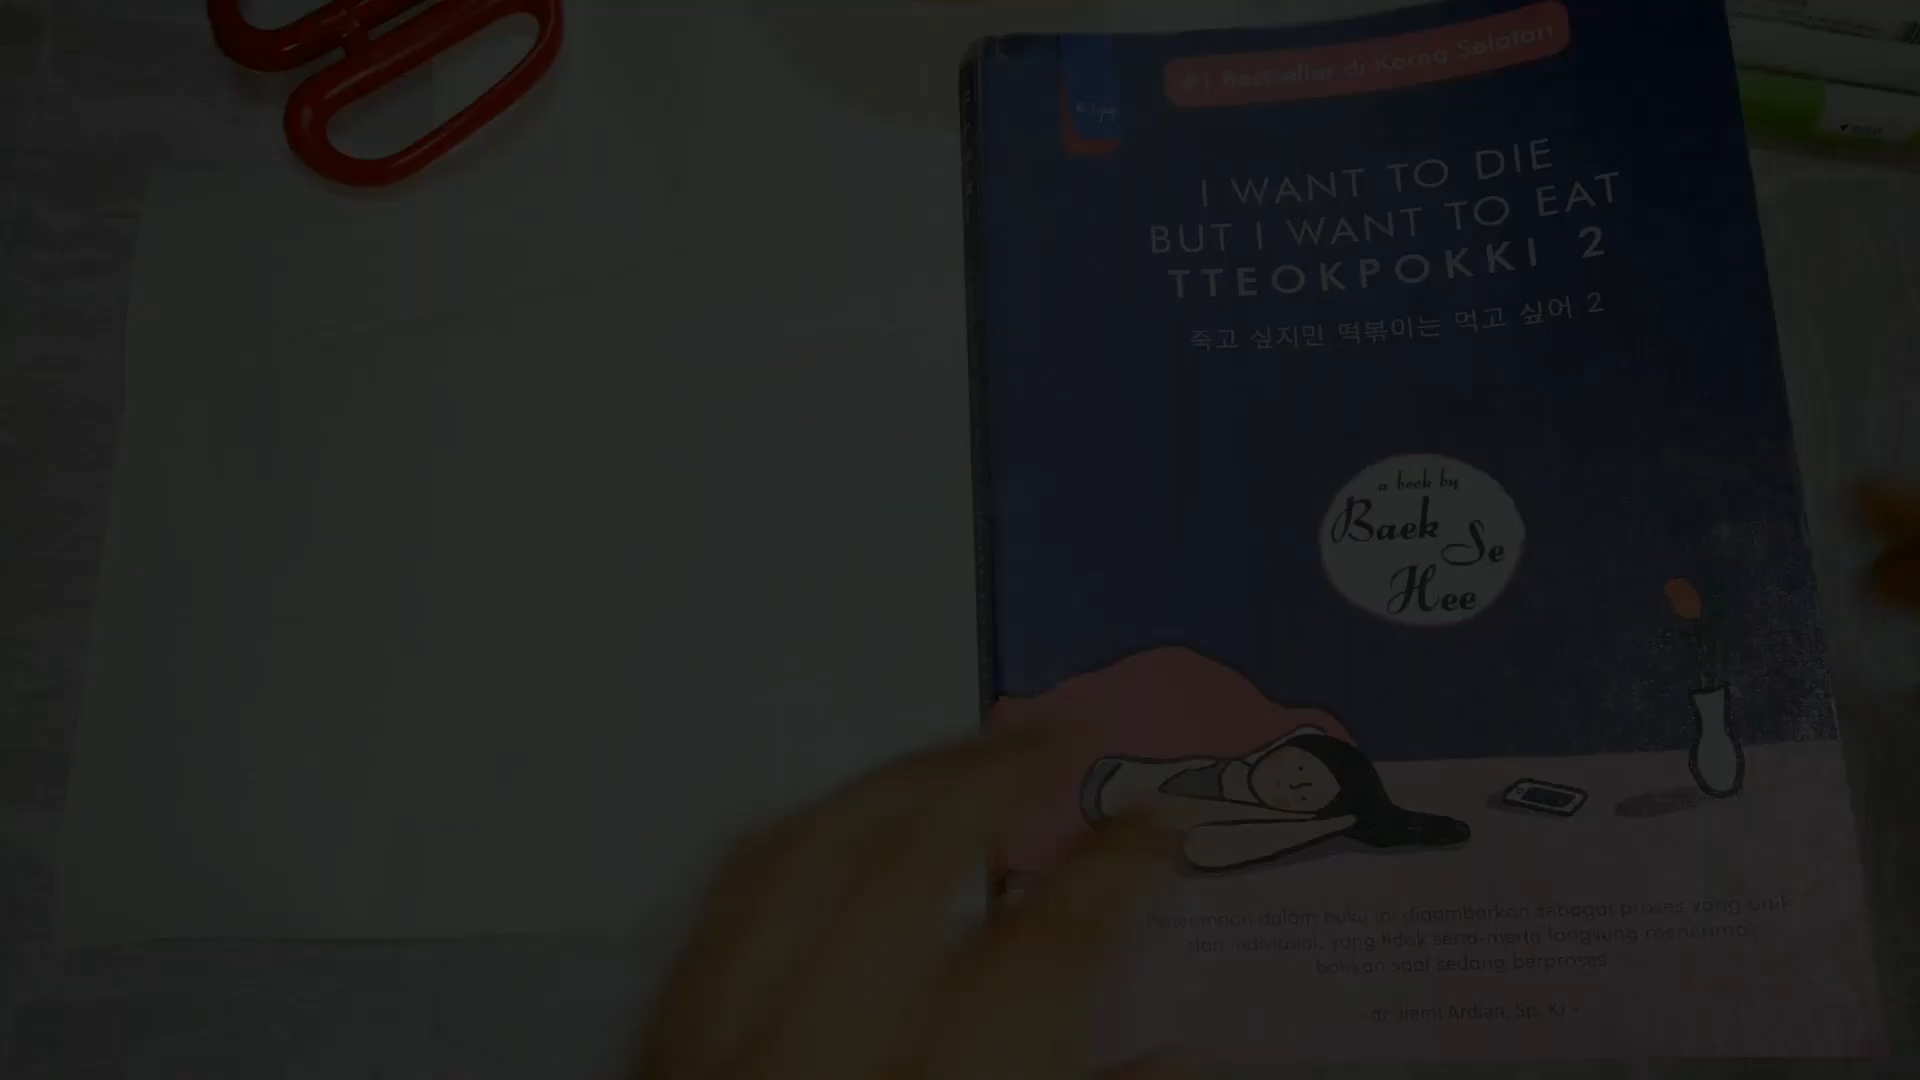 #1 Bestseller di Korea Selatan
I WANT TO DIE
BUT I WANT TO EAT
TTEOKPOKKI 2
죽고 싶지만 떡볶이는 먹고 싶어 2
a book by
Baek
Se
Hee
Penerimaan dalam buku ini digambarkan sebagai proses yang unik
dan individual, yang tidak serta-merta langsung menerima
bahkan saat sedang berproses
- dr. Jiemi Ardian, Sp. KJ -